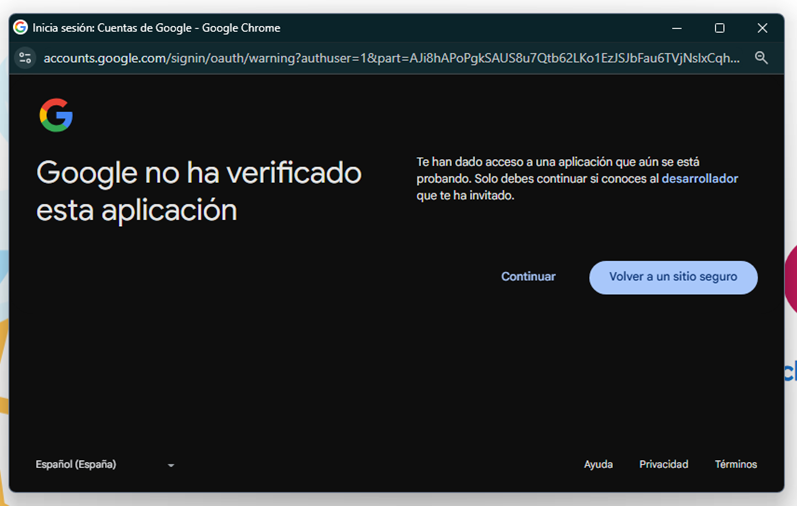 Inicia sesión: Cuentas de Google - Google Chrome
accounts.google.com/signin/oauth/warning?authuser=1&part=AJi8hAPoPgkSAUS8u7Qtb62LKo1EzJSJbFau6TVjNslxCqh...
Google no ha verificado
esta aplicación
Te han dado acceso a una aplicación que aún se está
probando. Solo debes continuar si conoces al desarrollador
que te ha invitado.
Continuar
Volver a un sitio seguro
Español (España)
Ayuda
Privacidad
Términos